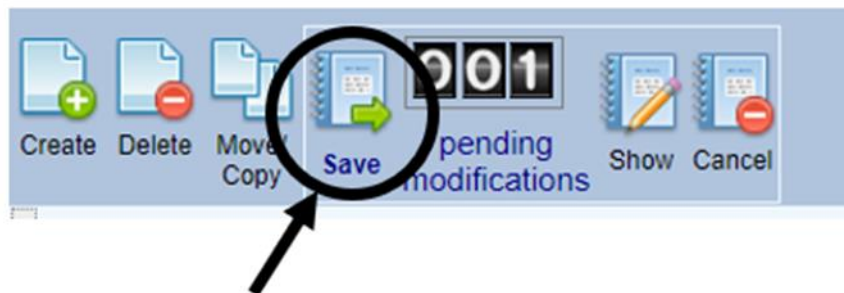 Create
Delete
Move/
Copy
Save
001
pending
modifications
Show
Cancel